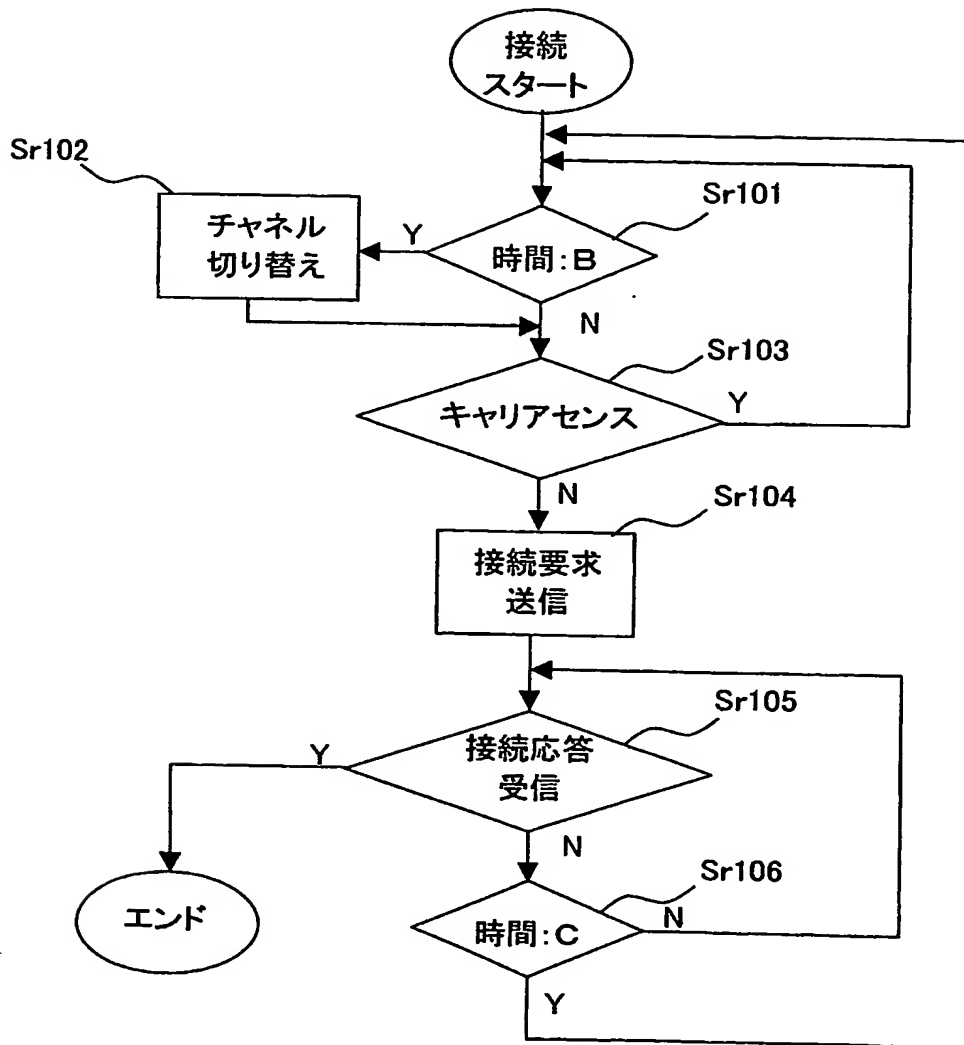 接続
スタート
Sr102
Sr101
チャネル
切り替え
Y
時間:B
N
Sr103
キャリアセンス
Y
N
Sr104
接続要求
送信
Sr105
Y
接続応答
受信
N
Sr106
エンド
時間:C
N
Y